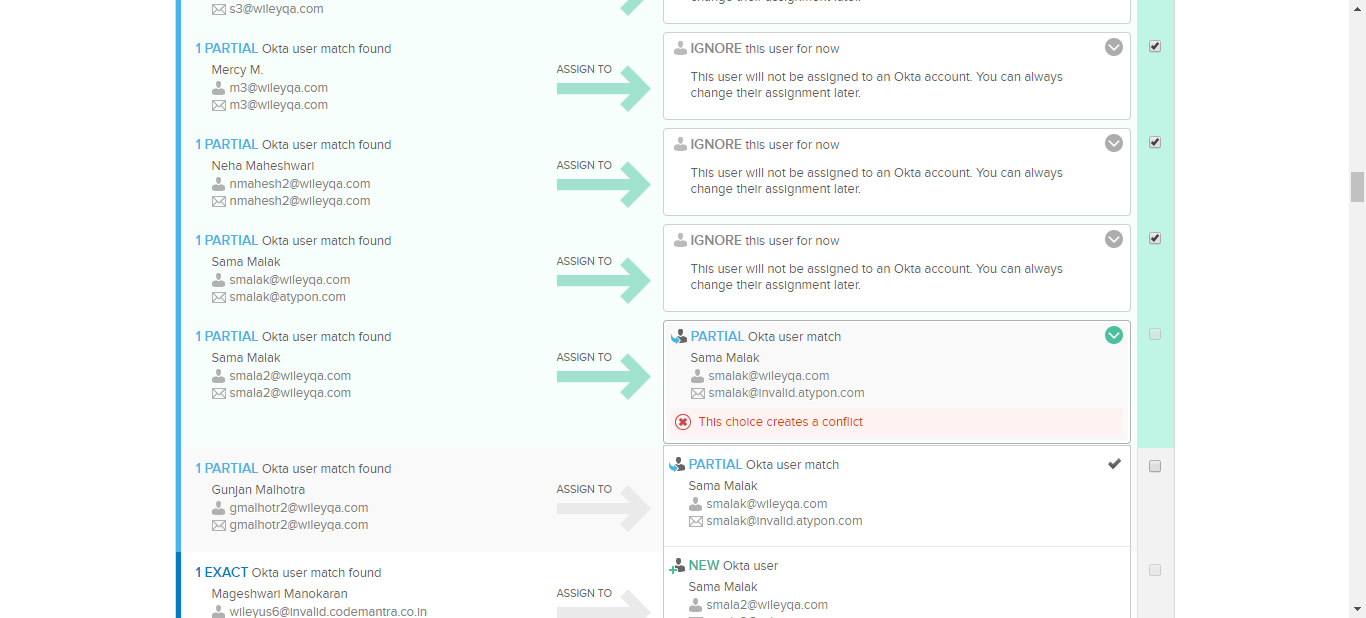 s3@wileyqa.com
change their assignment later.
1 PARTIAL Okta user match found
Mercy M.
m3@wileyqa.com
m3@wileyqa.com
ASSIGN TO
IGNORE this user for now
This user will not be assigned to an Okta account. You can always
change their assignment later.
1 PARTIAL Okta user match found
Neha Maheshwari
nmahesh2@wileyqa.com
nmahesh2@wileyqa.com
ASSIGN TO
IGNORE this user for now
This user will not be assigned to an Okta account. You can always
change their assignment later.
1 PARTIAL Okta user match found
Sama Malak
smalak@wileyqa.com
smalak@atypon.com
ASSIGN TO
IGNORE this user for now
This user will not be assigned to an Okta account. You can always
change their assignment later.
1 PARTIAL Okta user match found
Sama Malak
smala2@wileyqa.com
smala2@wileyqa.com
ASSIGN TO
PARTIAL Okta user match
Sama Malak
smalak@wileyqa.com
smalak@invalid.atypon.com
This choice creates a conflict
1 PARTIAL Okta user match found
Gunjan Malhotra
gmalhotr2@wileyqa.com
gmalhotr2@wileyqa.com
ASSIGN TO
PARTIAL Okta user match
Sama Malak
smalak@wileyqa.com
smalak@invalid.atypon.com
1 EXACT Okta user match found
Mageshwari Manokaran
wileyus6@invalid.codemantra.co.in
ASSIGN TO
NEW Okta user
Sama Malak
smala2@wileyqa.com